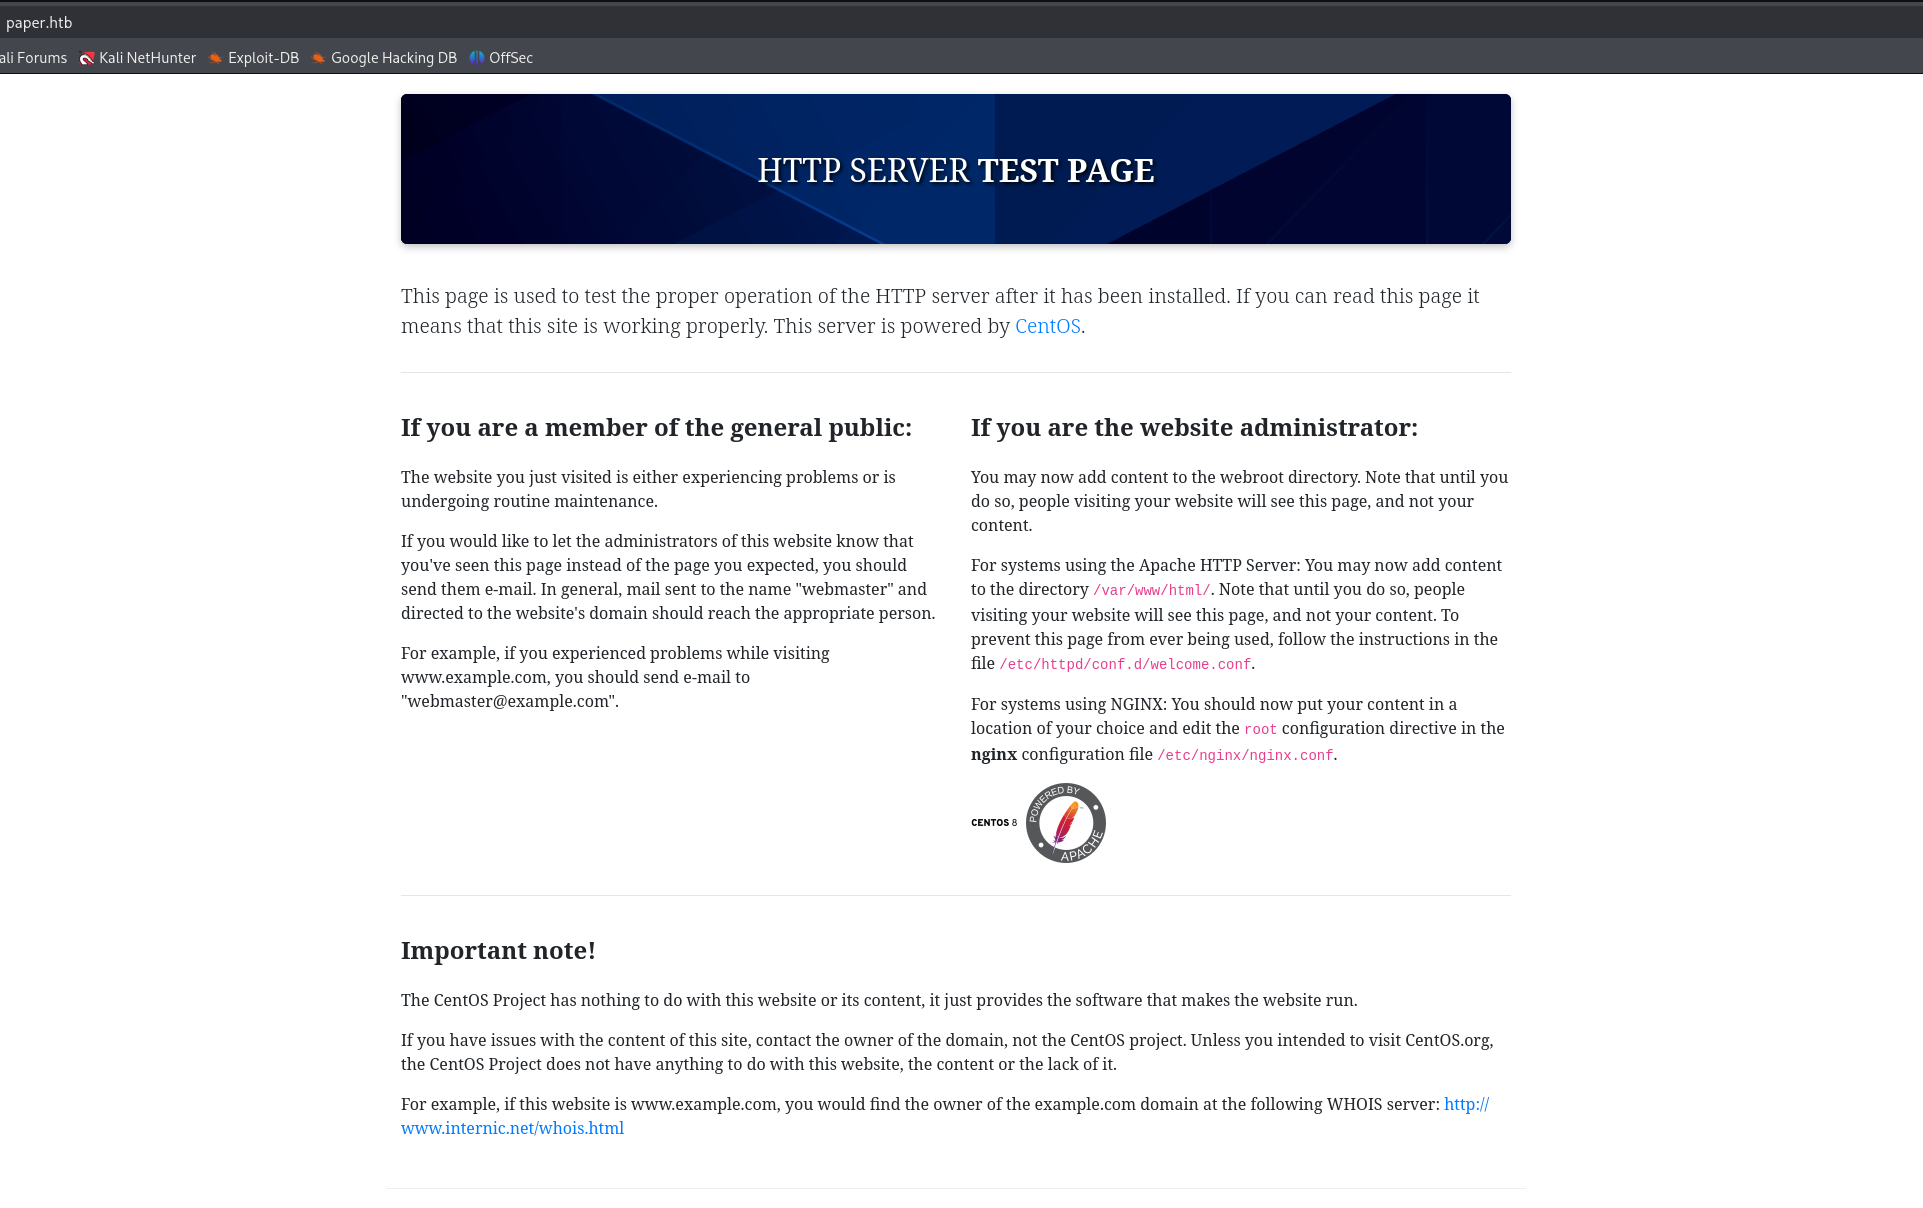 paper.htb
ali Forums Kali NetHunter Exploit-DB Google Hacking DB OffSec
HTTP SERVER TEST PAGE
This page is used to test the proper operation of the HTTP server after it has been installed. If you can read this page it
means that this site is working properly. This server is powered by CentOS.
If you are a member of the general public:
The website you just visited is either experiencing problems or is
undergoing routine maintenance.
If you would like to let the administrators of this website know that
you've seen this page instead of the page you expected, you should
send them e-mail. In general, mail sent to the name "webmaster" and
directed to the website's domain should reach the appropriate person.
For example, if you experienced problems while visiting
www.example.com, you should send e-mail to
"webmaster@example.com".
If you are the website administrator:
You may now add content to the webroot directory. Note that until you
do so, people visiting your website will see this page, and not your
content.
For systems using the Apache HTTP Server: You may now add content
to the directory /var/www/html/. Note that until you do so, people
visiting your website will see this page, and not your content. To
prevent this page from ever being used, follow the instructions in the
file /etc/httpd/conf.d/welcome.conf.
For systems using NGINX: You should now put your content in a
location of your choice and edit the root configuration directive in the
nginx configuration file /etc/nginx/nginx.conf.
CENTOS 8
POWERED BY
APACHE
Important note!
The CentOS Project has nothing to do with this website or its content, it just provides the software that makes the website run.
If you have issues with the content of this site, contact the owner of the domain, not the CentOS project. Unless you intended to visit CentOS.org,
the CentOS Project does not have anything to do with this website, the content or the lack of it.
For example, if this website is www.example.com, you would find the owner of the example.com domain at the following WHOIS server: http://
www.internic.net/whois.html